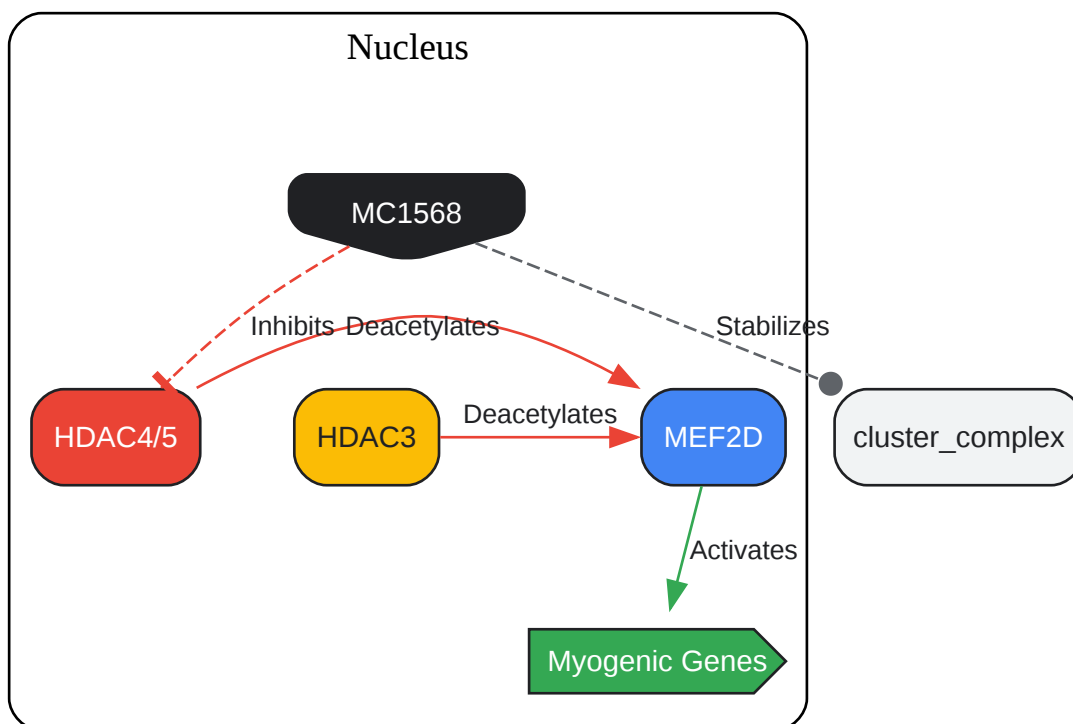 Nucleus
MC1568
Inhibits
Deacetylates
Stabilizes
HDAC4/5
HDAC3
Deacetylates
MEF2D
cluster_complex
Activates
Myogenic Genes